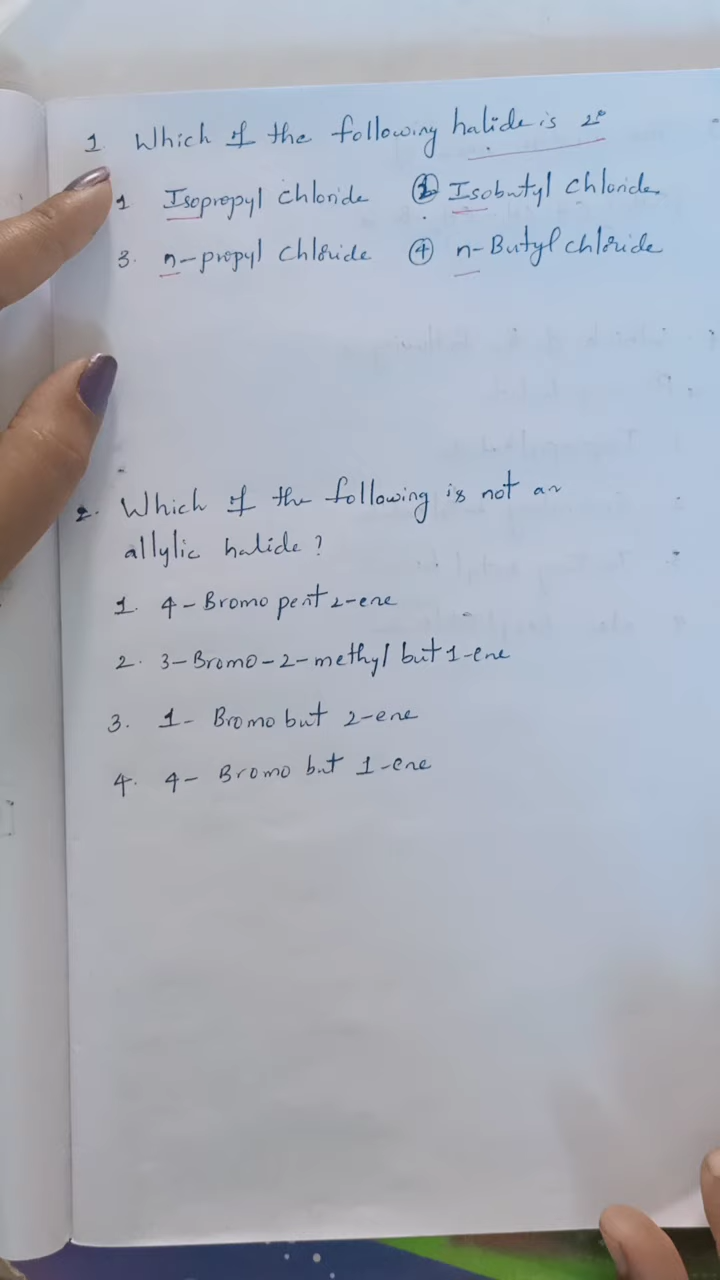 1 Which of the following halide is 2°
1 Isopropyl chloride ② Isobutyl chloride
3. n-propyl chloride ④ n-Butyl chloride
2. Which of the following is not an
allylic halide?
1. 4-Bromo pent 2-ene
2. 3-Bromo-2-methyl but 1-ene
3. 1- Bromo but 2-ene
4. 4- Bromo but 1-ene